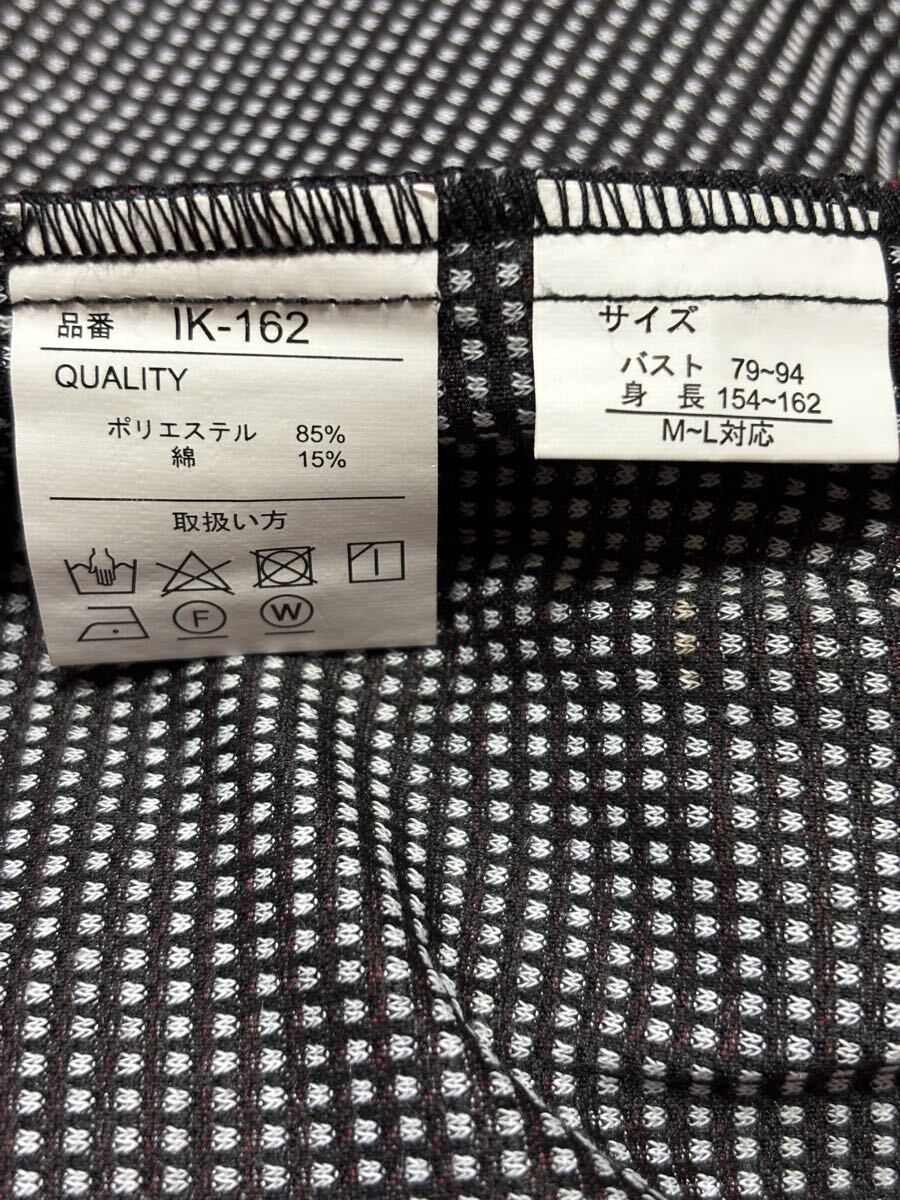 品番 IK-162
QUALITY
ポリエステル 85%
綿 15%
取扱い方
F W
サイズ
バスト 79~94
身 長 154~162
M~L対応